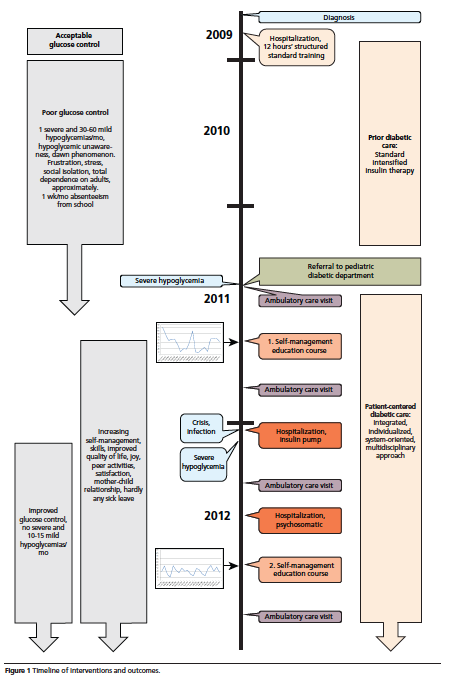 Diagnosis
2009
Acceptable
glucose control
Hospitalization,
12 hours' structured
standard training
Poor glucose control
1 severe and 30-60 mild
hypoglycemias/mo,
hypoglycemic unaware-
ness, dawn phenomenon.
Frustration, stress,
social isolation, total
dependence on adults,
approximately.
1 wk/mo absenteeism
from school
2010
Prior diabetic
care:
Standard
intensified
insulin therapy
Referral to pediatric
diabetic department
Severe hypoglycemia
2011
Ambulatory care visit
1. Self-management
education course
Ambulatory care visit
Patient-centered
diabetic care:
Integrated,
individualized,
system-oriented,
multidisciplinary
approach
Crisis,
infection
Hospitalization,
insulin pump
Severe
hypoglycemia
Increasing
self-management,
skills, improved
quality of life, joy,
peer activities,
satisfaction,
mother-child
relationship, hardly
any sick leave
Ambulatory care visit
Improved
glucose control,
no severe and
10-15 mild
hypoglycemias/
mo
2012
Hospitalization,
psychosomatic
2. Self-management
education course
Ambulatory care visit
Figure 1 Timeline of interventions and outcomes.